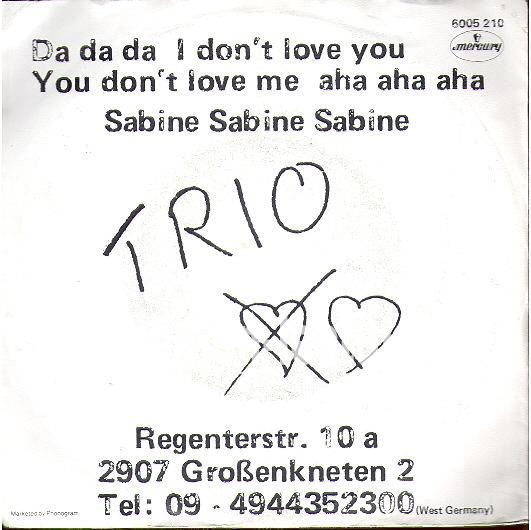 6005 210
mercury
Da da da I don't love you
You don't love me aha aha aha
Sabine Sabine Sabine
TRIO
Regenterstr. 10 a
2907 Großenkneten 2
Marketed by Phonogram
Tel: 09 - 4944352300 (West Germany)